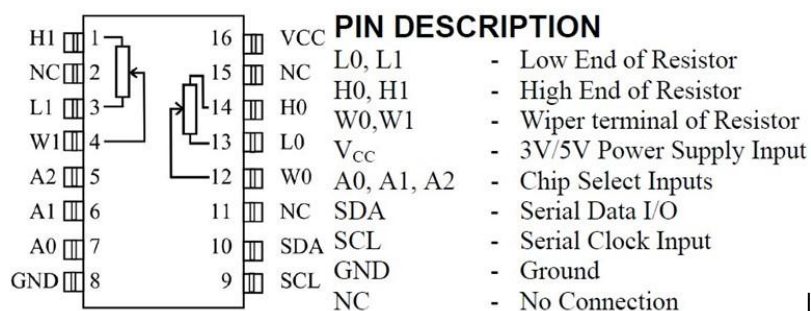 PIN DESCRIPTION
H1 1 16 VCC
NC 2 15 NC
L1 3 14 H0
W1 4 13 L0
A2 5 12 W0
A1 6 11 NC
A0 7 10 SDA
GND 8 9 SCL
L0, L1 - Low End of Resistor
H0, H1 - High End of Resistor
W0,W1 - Wiper terminal of Resistor
VCC - 3V/5V Power Supply Input
A0, A1, A2 - Chip Select Inputs
SDA - Serial Data I/O
SCL - Serial Clock Input
GND - Ground
NC - No Connection